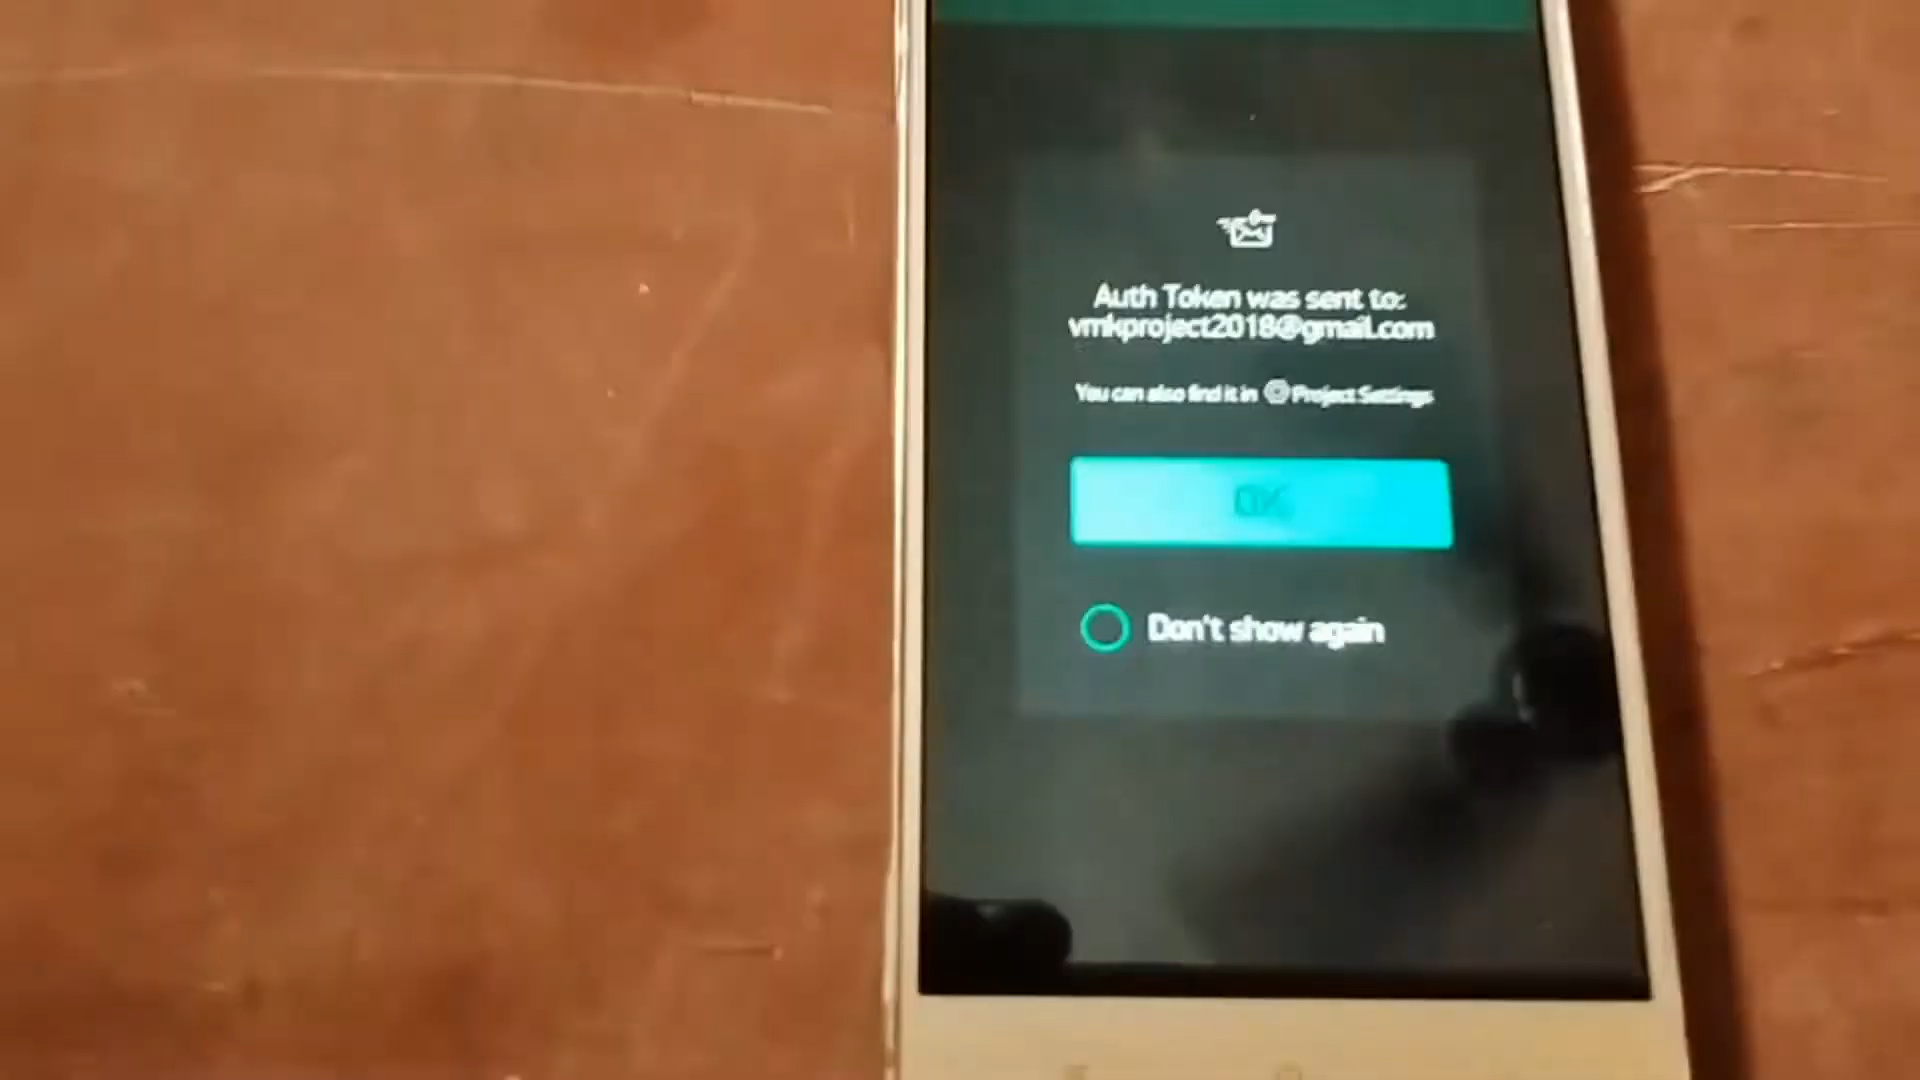 Auth Token was sent to:
vmkproject2018@gmail.com
You can also find it in Project Settings
OK
Don't show again